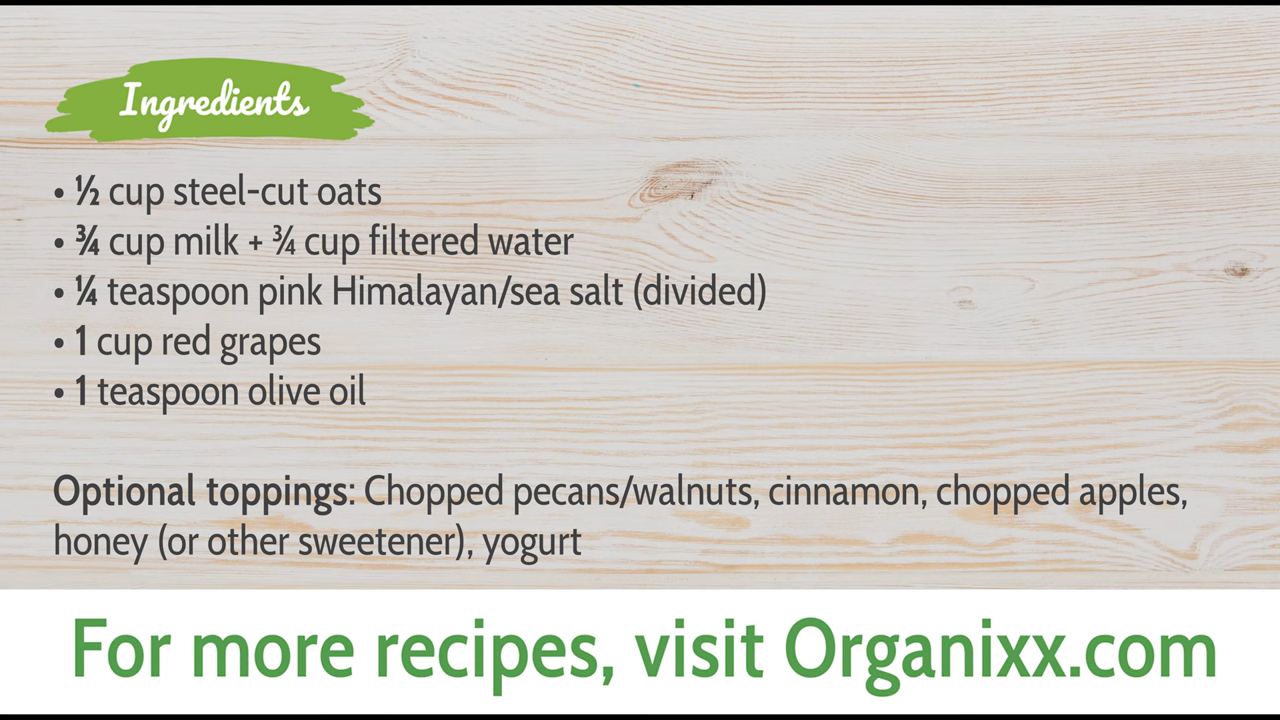 Ingredients
• ½ cup steel-cut oats
• ¾ cup milk + ¾ cup filtered water
• ¼ teaspoon pink Himalayan/sea salt (divided)
• 1 cup red grapes
• 1 teaspoon olive oil
Optional toppings: Chopped pecans/walnuts, cinnamon, chopped apples,
honey (or other sweetener), yogurt
For more recipes, visit Organixx.com